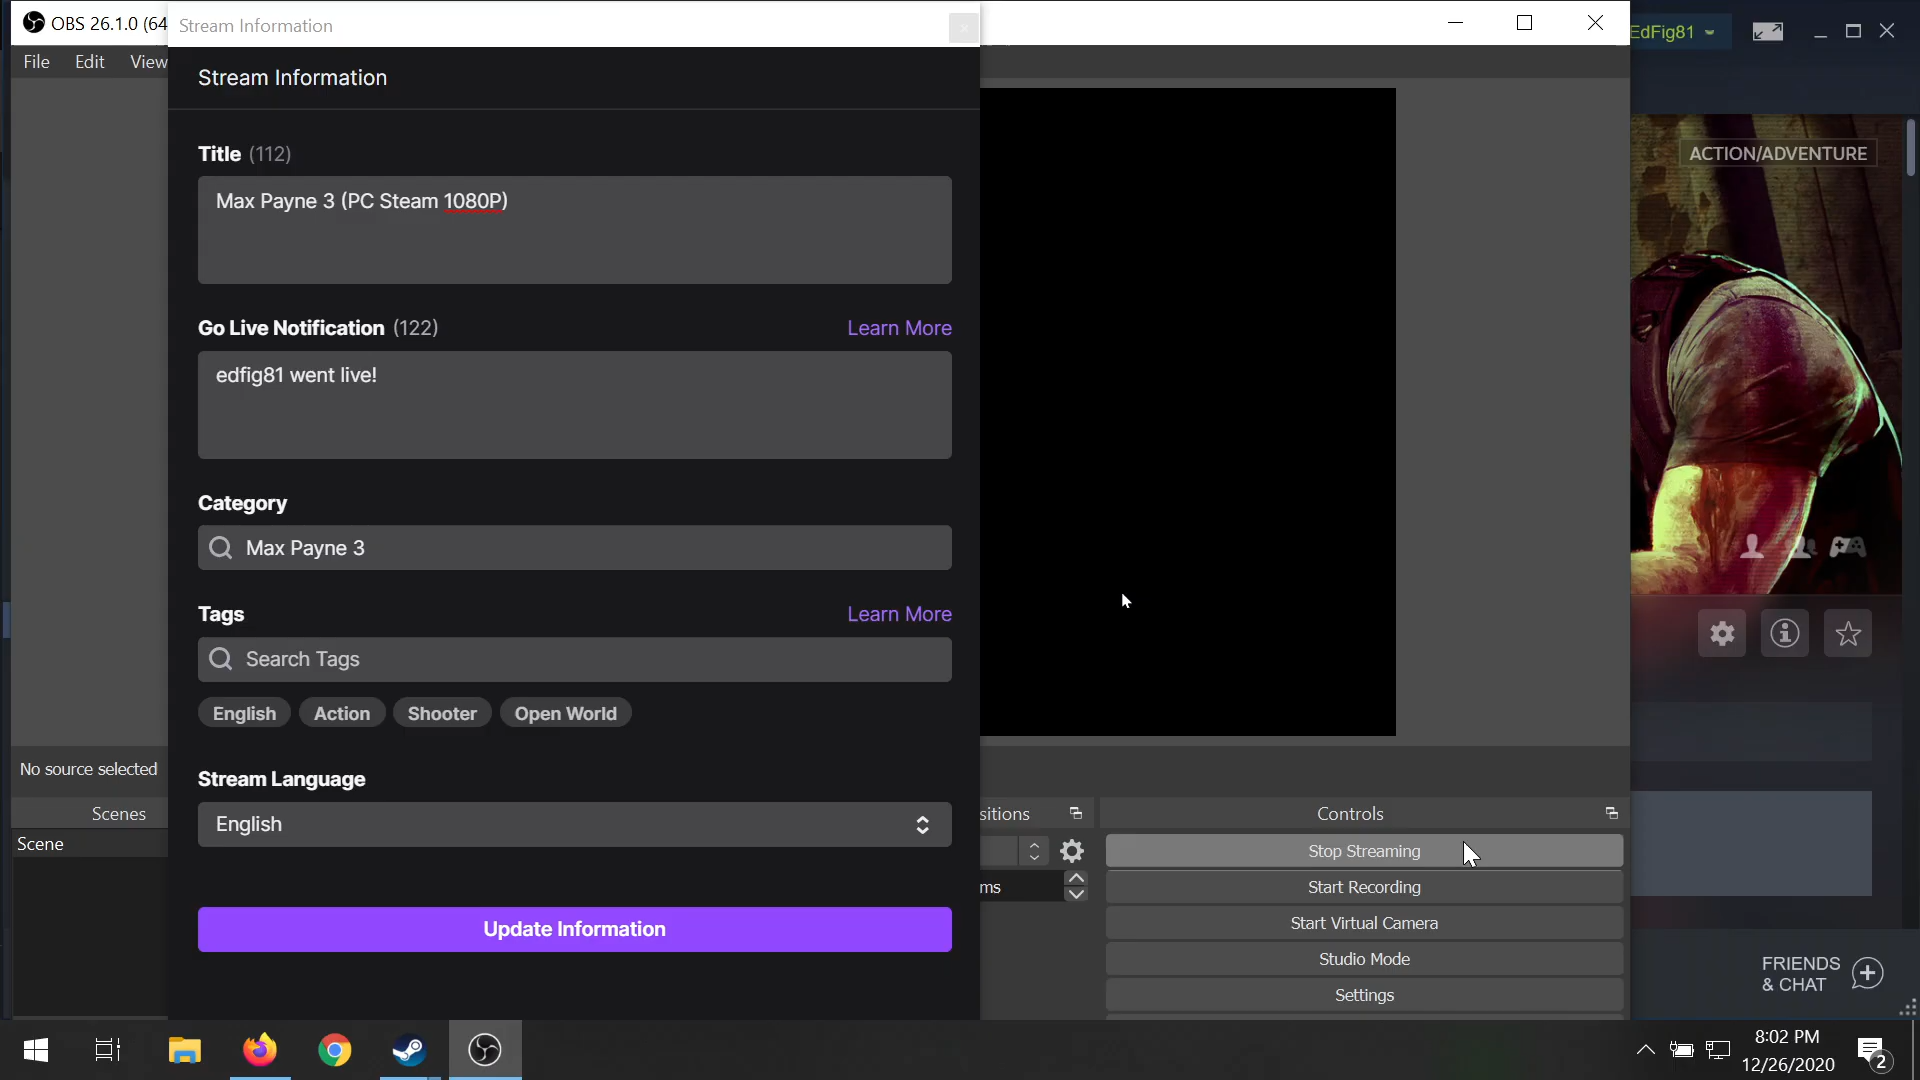 OBS 26.1.0 (64
Stream Information
EdFig81
File Edit View
Stream Information
Title (112)
Max Payne 3 (PC Steam 1080P)
ACTION/ADVENTURE
Go Live Notification (122)
Learn More
edfig81 went live!
Category
Max Payne 3
Tags
Learn More
Search Tags
English Action Shooter Open World
Stream Language
English
Update Information
No source selected
Scenes
Scene
sitions
ms
Controls
Stop Streaming
Start Recording
Start Virtual Camera
Studio Mode
Settings
FRIENDS
& CHAT
8:02 PM
12/26/2020
2